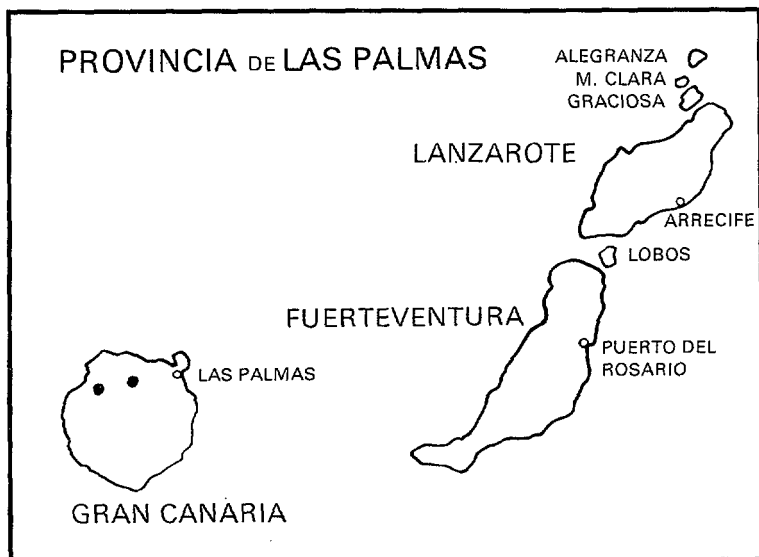 PROVINCIA DE LAS PALMAS
ALEGRANZA
M. CLARA
GRACIOSA
LANZAROTE
ARRECIFE
LOBOS
FUERTEVENTURA
PUERTO DEL
ROSARIO
LAS PALMAS
GRAN CANARIA